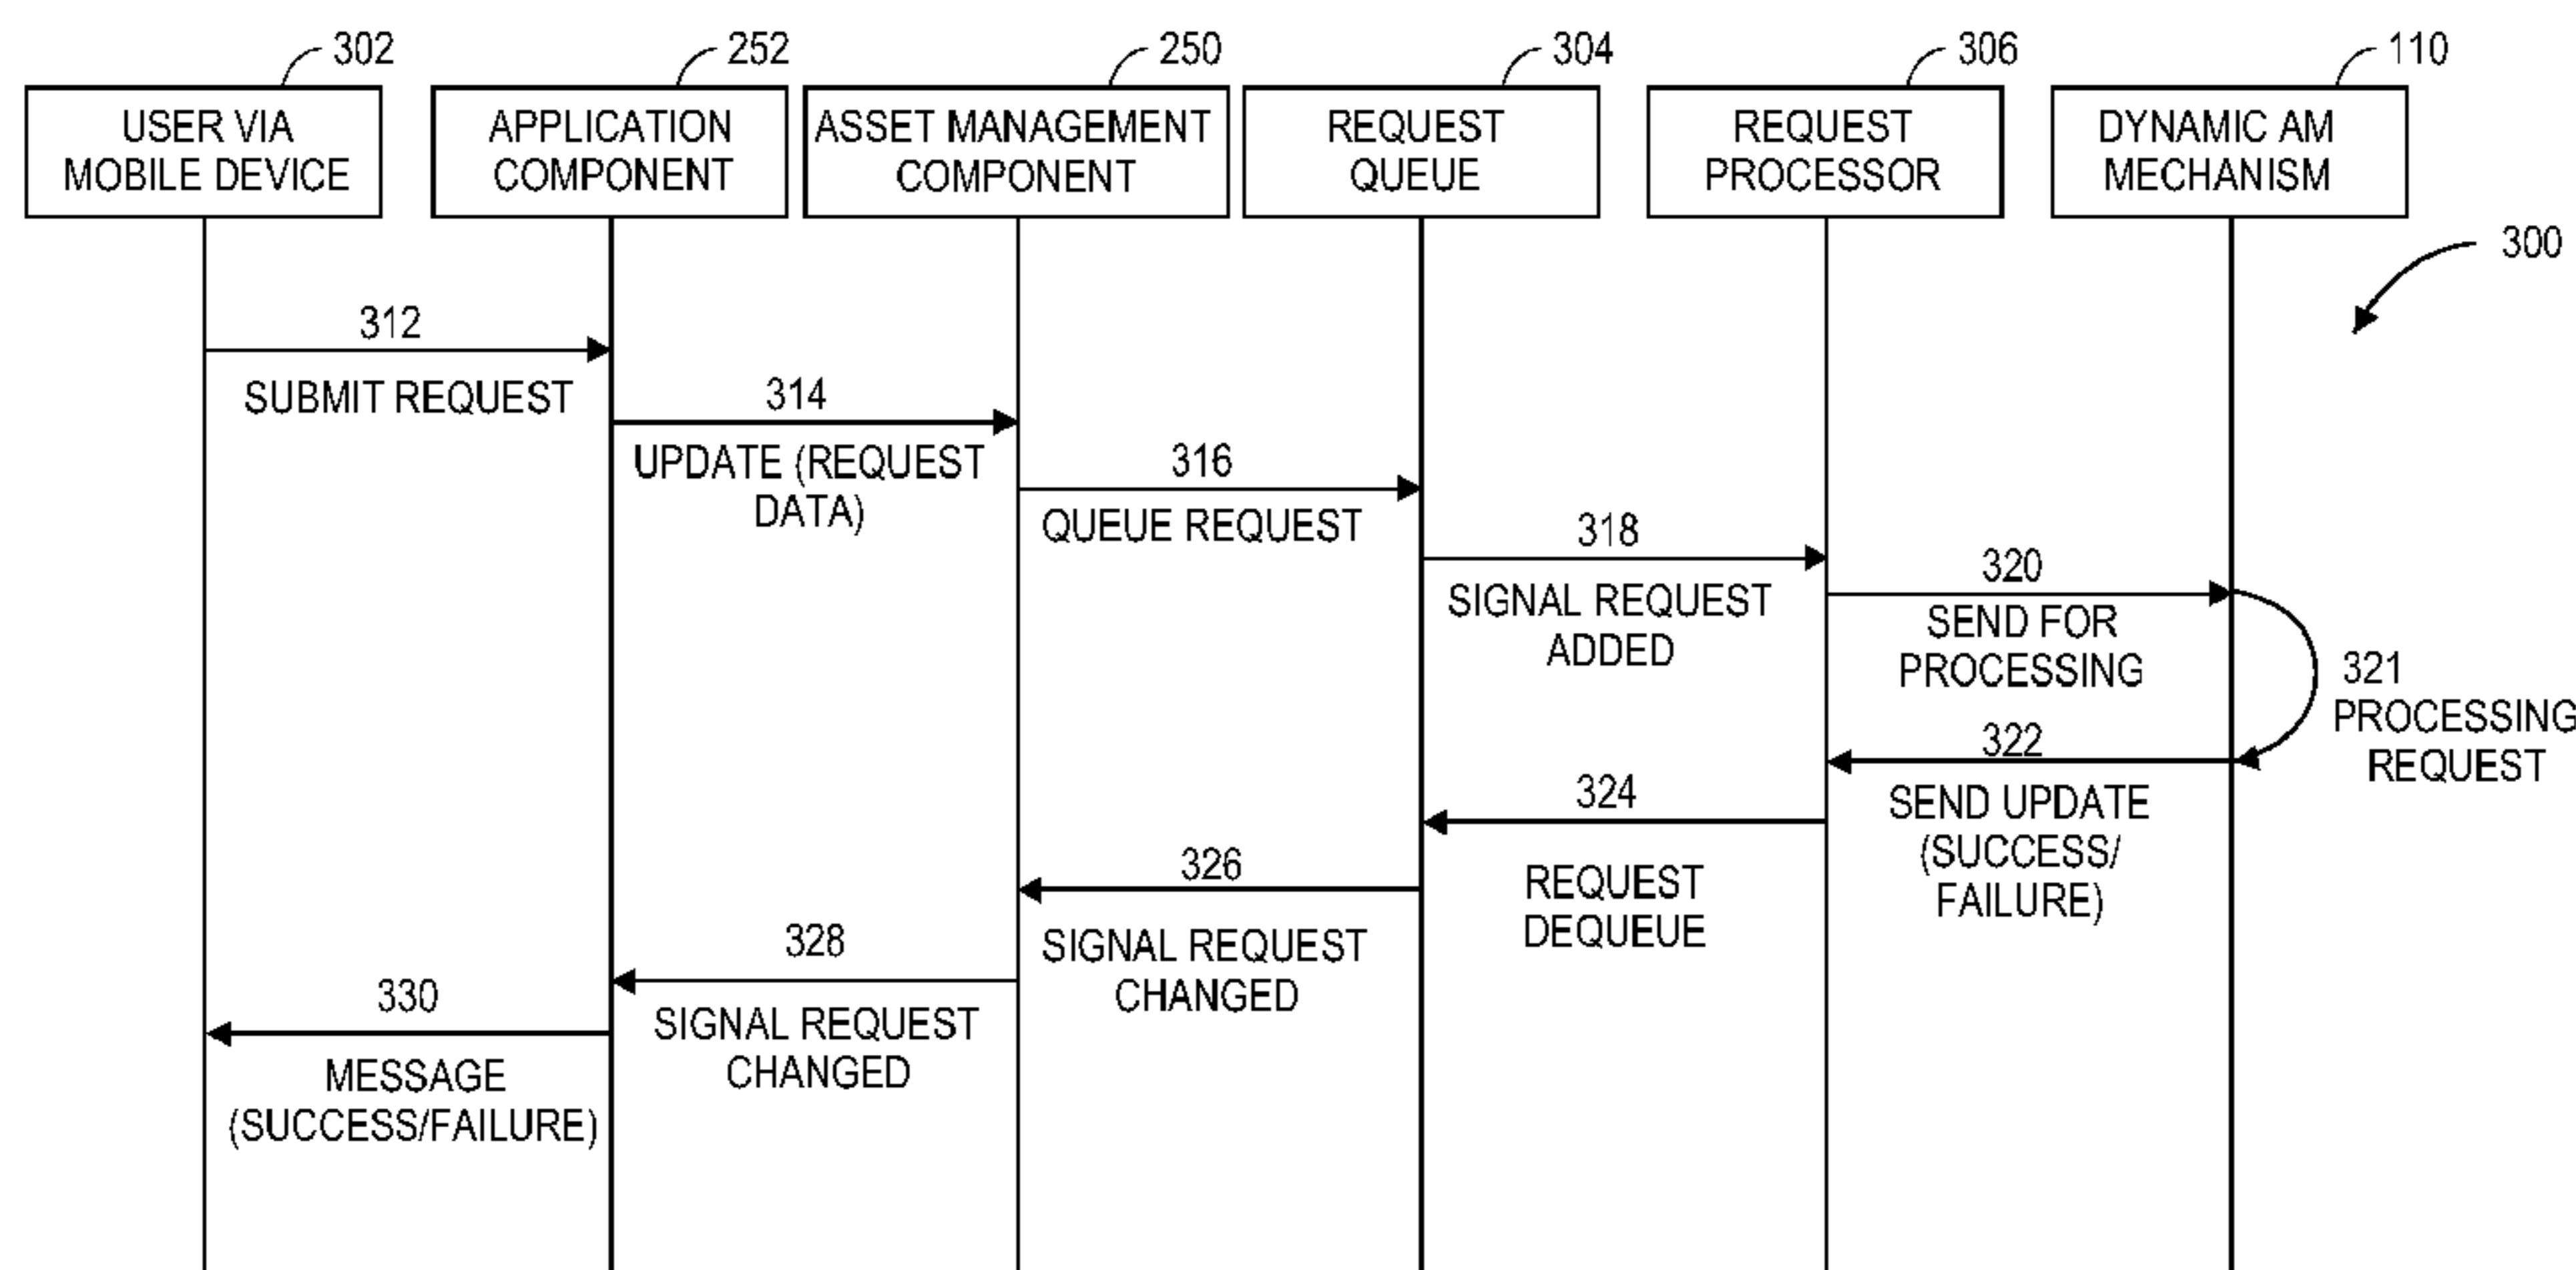 302
252
250
304
306
110
USER VIA
MOBILE DEVICE
APPLICATION
COMPONENT
ASSET MANAGEMENT
COMPONENT
REQUEST
QUEUE
REQUEST
PROCESSOR
DYNAMIC AM
MECHANISM
300
312
SUBMIT REQUEST
314
UPDATE (REQUEST
DATA)
316
QUEUE REQUEST
318
SIGNAL REQUEST
ADDED
320
SEND FOR
PROCESSING
321
PROCESSING
REQUEST
322
SEND UPDATE
(SUCCESS/
FAILURE)
324
REQUEST
DEQUEUE
326
SIGNAL REQUEST
CHANGED
328
SIGNAL REQUEST
CHANGED
330
MESSAGE
(SUCCESS/FAILURE)